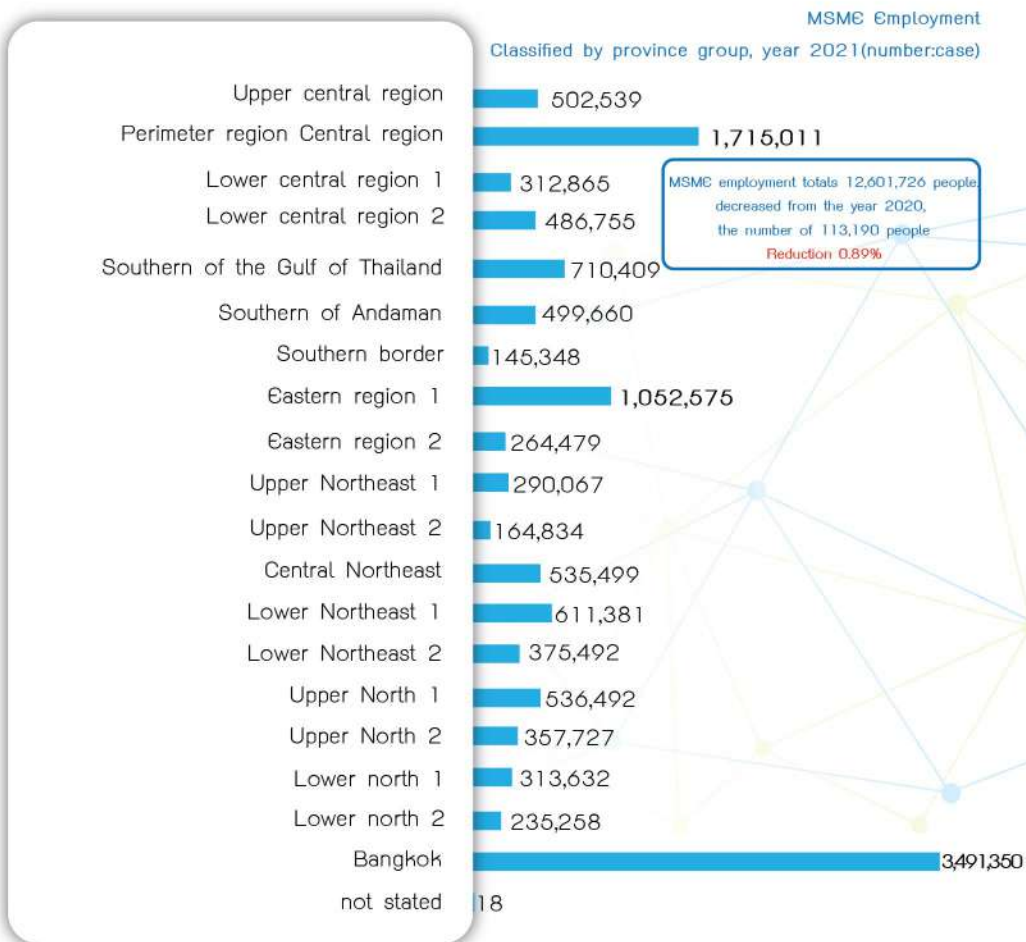 MSME Employment
Classified by province group, year 2021(number:case)
Upper central region 502,539
Perimeter region Central region 1,715,011
Lower central region 1 312,865
Lower central region 2 486,755
MSME employment totals 12,601,726 people,
decreased from the year 2020,
the number of 113,190 people
Reduction 0.89%
Southern of the Gulf of Thailand 710,409
Southern of Andaman 499,660
Southern border 145,348
Eastern region 1 1,052,575
Eastern region 2 264,479
Upper Northeast 1 290,067
Upper Northeast 2 164,834
Central Northeast 535,499
Lower Northeast 1 611,381
Lower Northeast 2 375,492
Upper North 1 536,492
Upper North 2 357,727
Lower north 1 313,632
Lower north 2 235,258
Bangkok 3,491,350
not stated 18